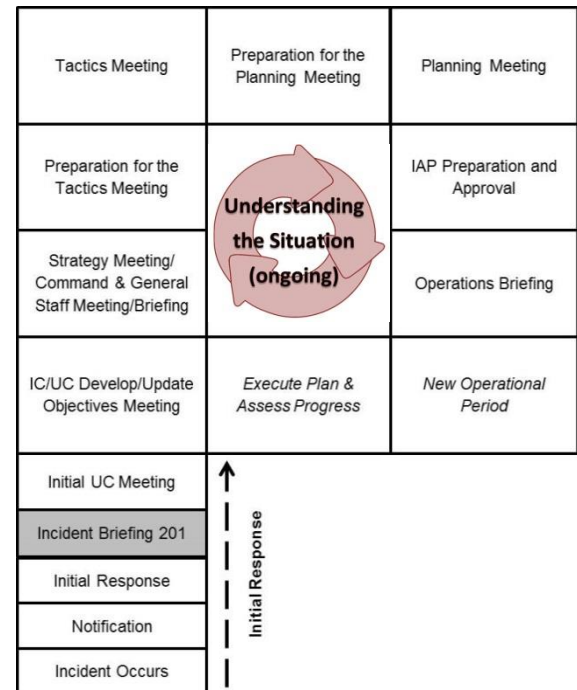 Tactics Meeting
Preparation for the
Planning Meeting
Planning Meeting
Preparation for the
Tactics Meeting
Understanding
the Situation
(ongoing)
IAP Preparation and
Approval
Strategy Meeting/
Command & General
Staff Meeting/Briefing
Operations Briefing
IC/UC Develop/Update
Objectives Meeting
Execute Plan &
Assess Progress
New Operational
Period
Initial UC Meeting
Incident Briefing 201
Initial Response
Notification
Incident Occurs
Initial Response